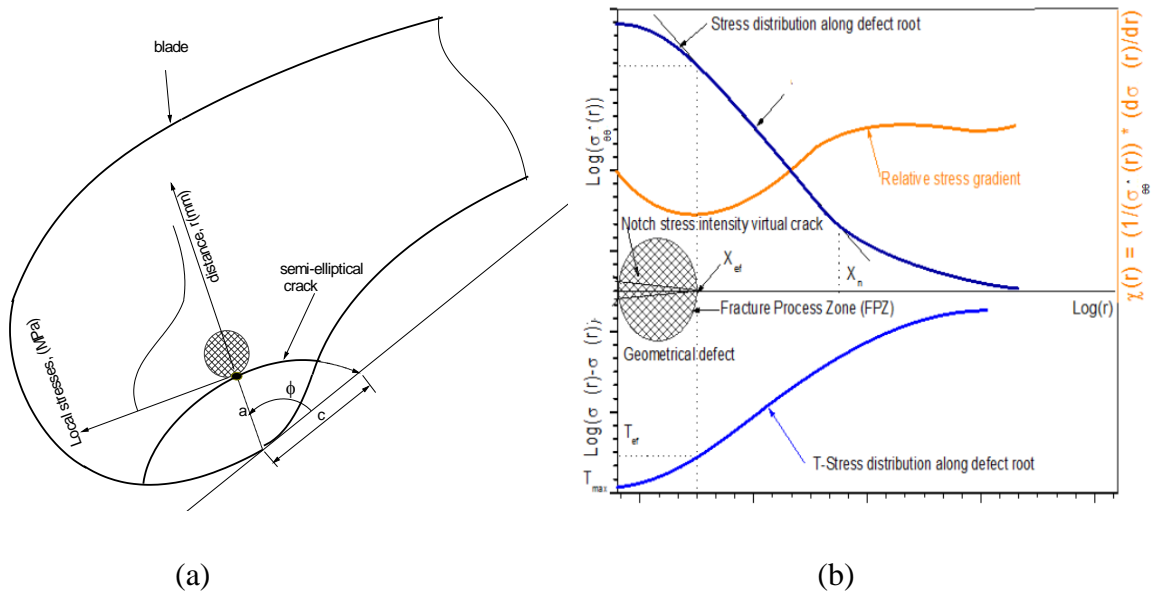 blade
distance, r(mm)
semi-elliptical
crack
Local stresses, (MPa)
a
ϕ
c
(a)
Stress distribution along defect root
Log(σ*θθ(r))
Relative stress gradient
χ(r) = (1/(σ*θθ(r)) * (dσ (r)/dr)
Notch stress intensity virtual crack
Xef
Xn
Fracture Process Zone (FPZ)
Log(r)
Geometrical defect
Log(σ (r)-σ (r)}
Tef
T-Stress distribution along defect root
Tmax
(b)